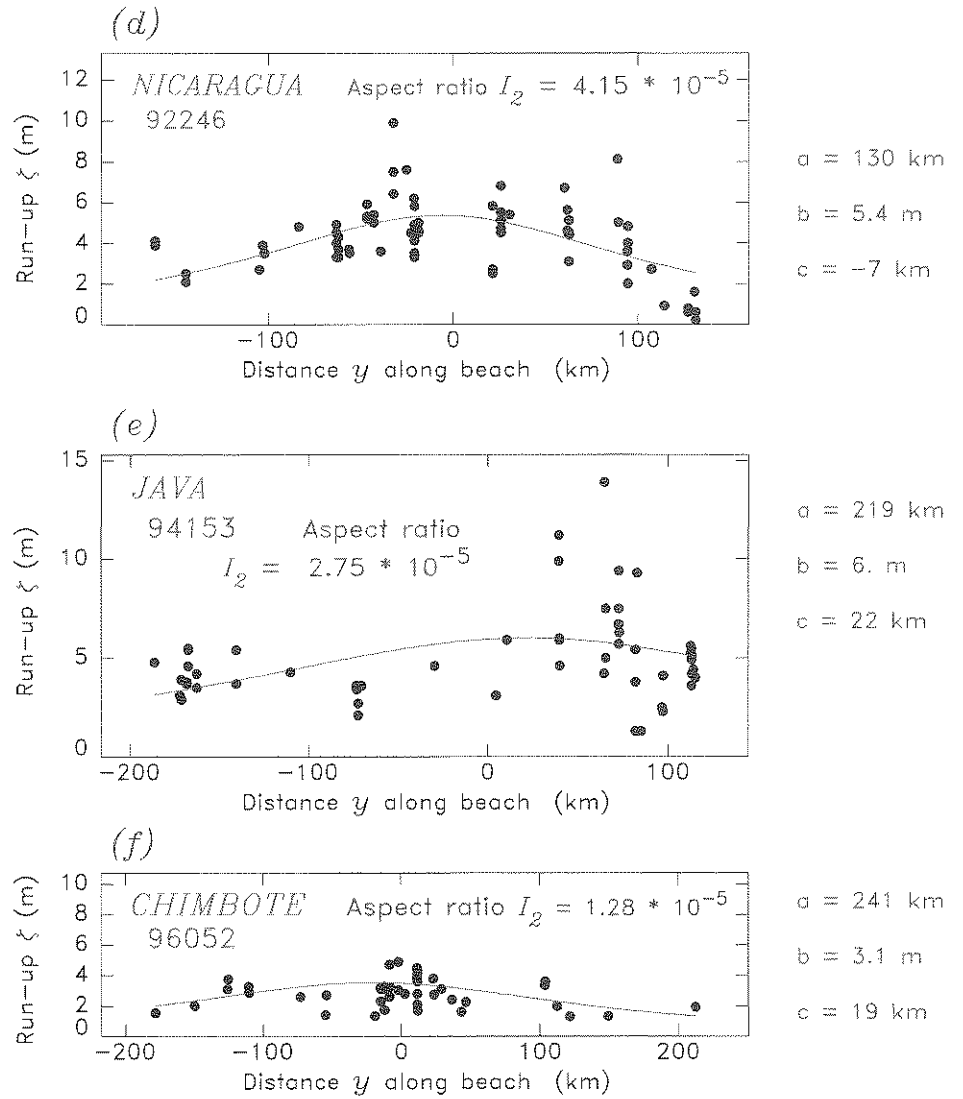 (d)
NICARAGUA
92246
Aspect ratio I₂ = 4.15 * 10⁻⁵
Run-up ζ (m)
12
10
8
6
4
2
0
−100 0 100
Distance y along beach (km)
a = 130 km
b = 5.4 m
c = −7 km
(e)
JAVA
94153 Aspect ratio
I₂ = 2.75 * 10⁻⁵
Run-up ζ (m)
15
10
5
0
−200 −100 0 100
Distance y along beach (km)
a = 219 km
b = 6. m
c = 22 km
(f)
CHIMBOTE
96052
Aspect ratio I₂ = 1.28 * 10⁻⁵
Run-up ζ (m)
10
8
6
4
2
0
−200 −100 0 100 200
Distance y along beach (km)
a = 241 km
b = 3.1 m
c = 19 km